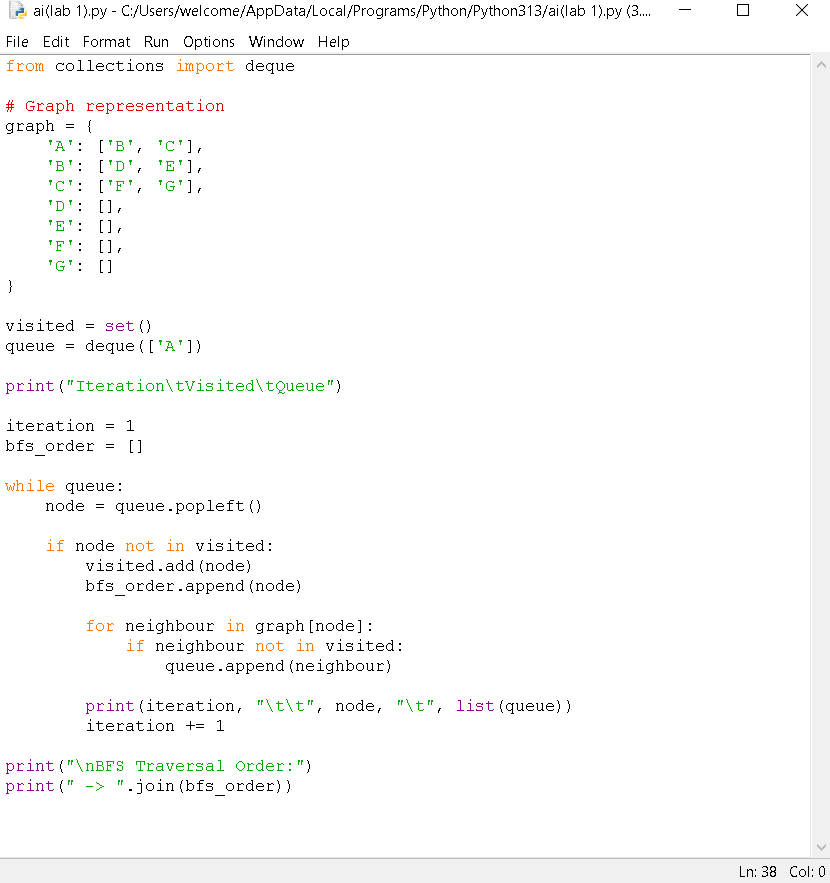 ai(lab 1).py - C:/Users/welcome/AppData/Local/Programs/Python/Python313/ai(lab 1).py (3....
File Edit Format Run Options Window Help
from collections import deque

# Graph representation
graph = {
    'A': ['B', 'C'],
    'B': ['D', 'E'],
    'C': ['F', 'G'],
    'D': [],
    'E': [],
    'F': [],
    'G': []
}

visited = set()
queue = deque(['A'])

print("Iteration\tVisited\tQueue")

iteration = 1
bfs_order = []

while queue:
    node = queue.popleft()

    if node not in visited:
        visited.add(node)
        bfs_order.append(node)

        for neighbour in graph[node]:
            if neighbour not in visited:
                queue.append(neighbour)

        print(iteration, "\t\t", node, "\t", list(queue))
        iteration += 1

print("\nBFS Traversal Order:")
print(" -> ".join(bfs_order))
Ln: 38 Col: 0